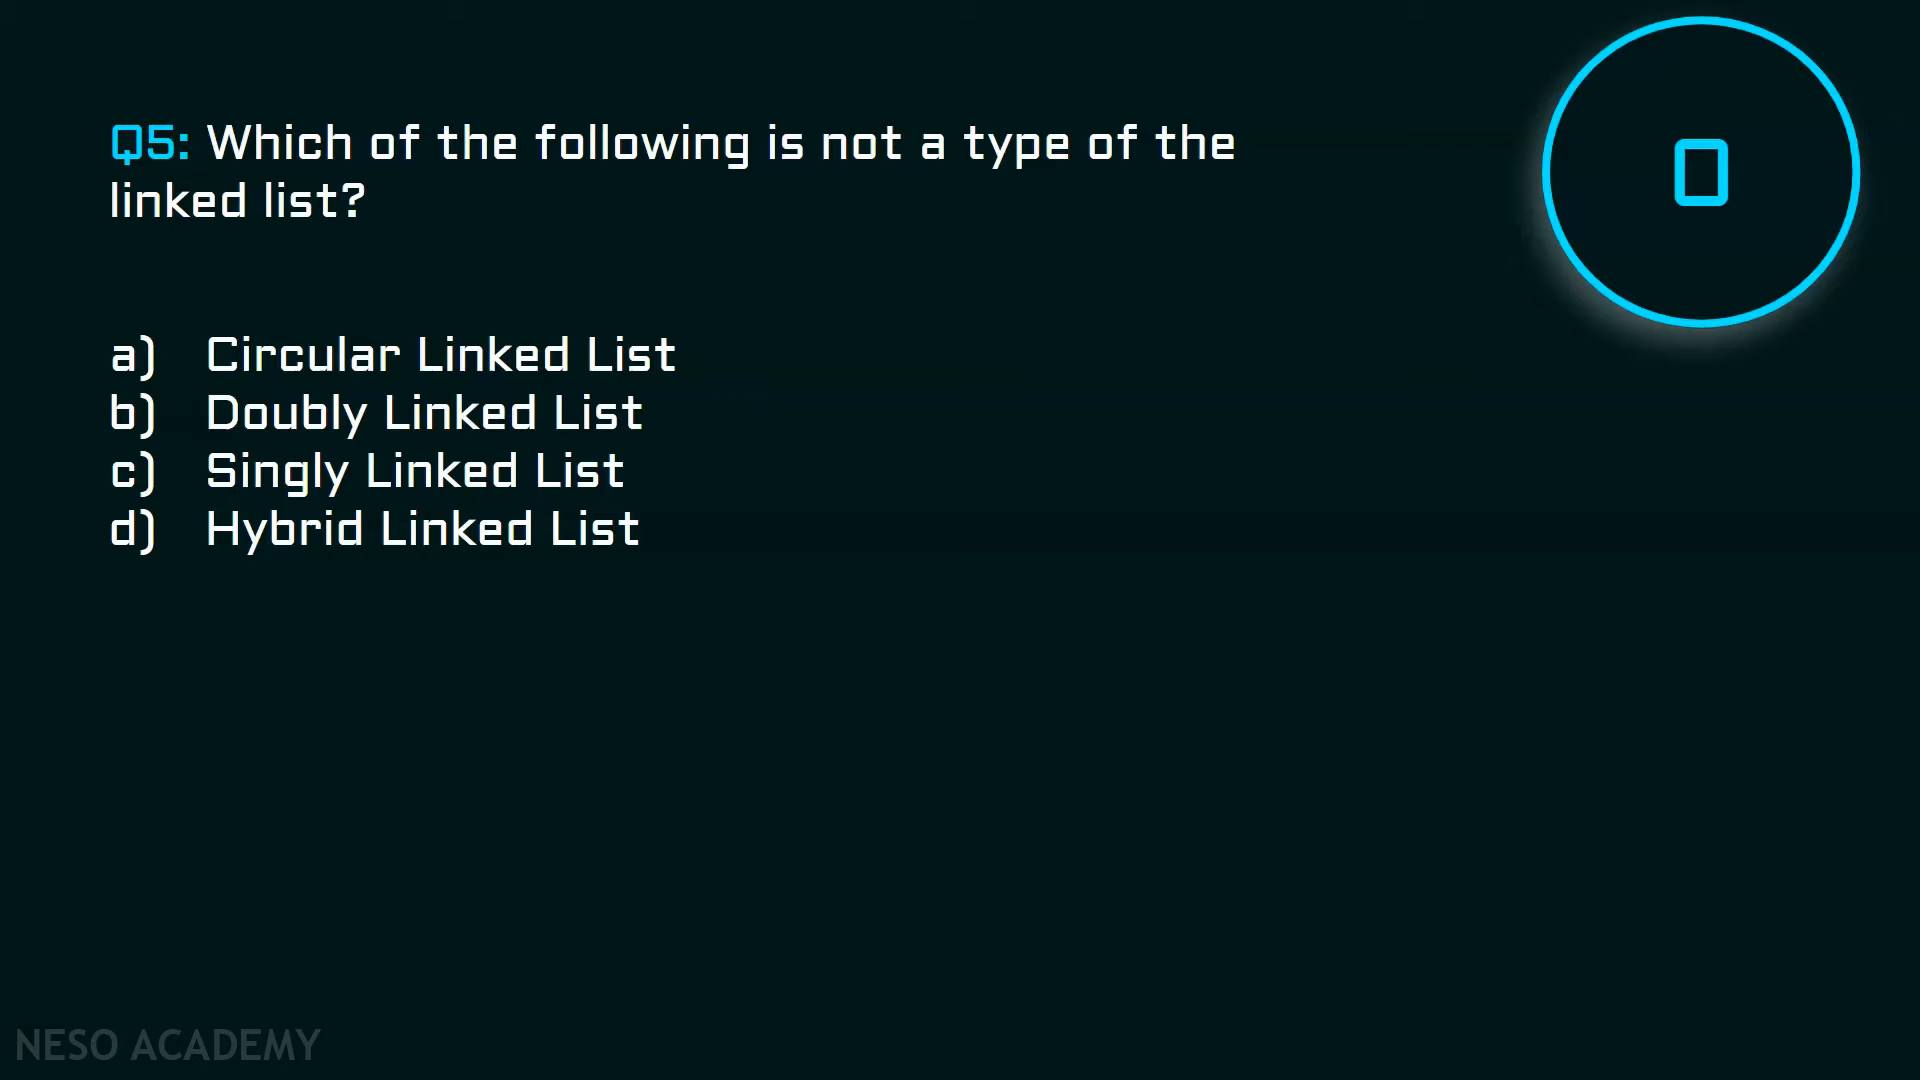 Q5: Which of the following is not a type of the
linked list?
0
a) Circular Linked List
b) Doubly Linked List
c) Singly Linked List
d) Hybrid Linked List
NESO ACADEMY